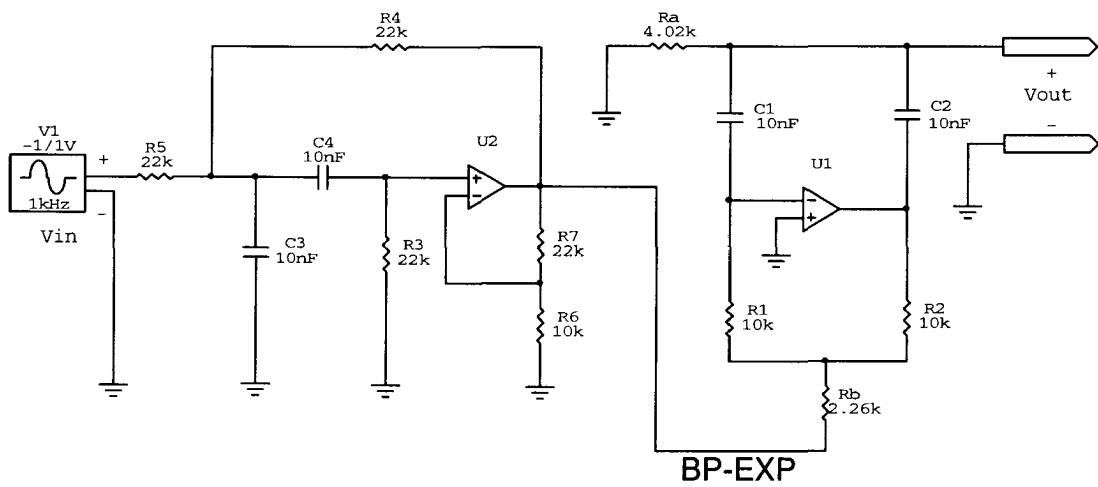 R4
22k
Ra
4.02k
V1
-1/1V
R5
22k
+
-
1kHz
Vin
C4
10nF
U2
+
-
C3
10nF
R3
22k
R7
22k
R6
10k
C1
10nF
C2
10nF
U1
-
+
R1
10k
R2
10k
Rb
2.26k
+
Vout
-
BP-EXP